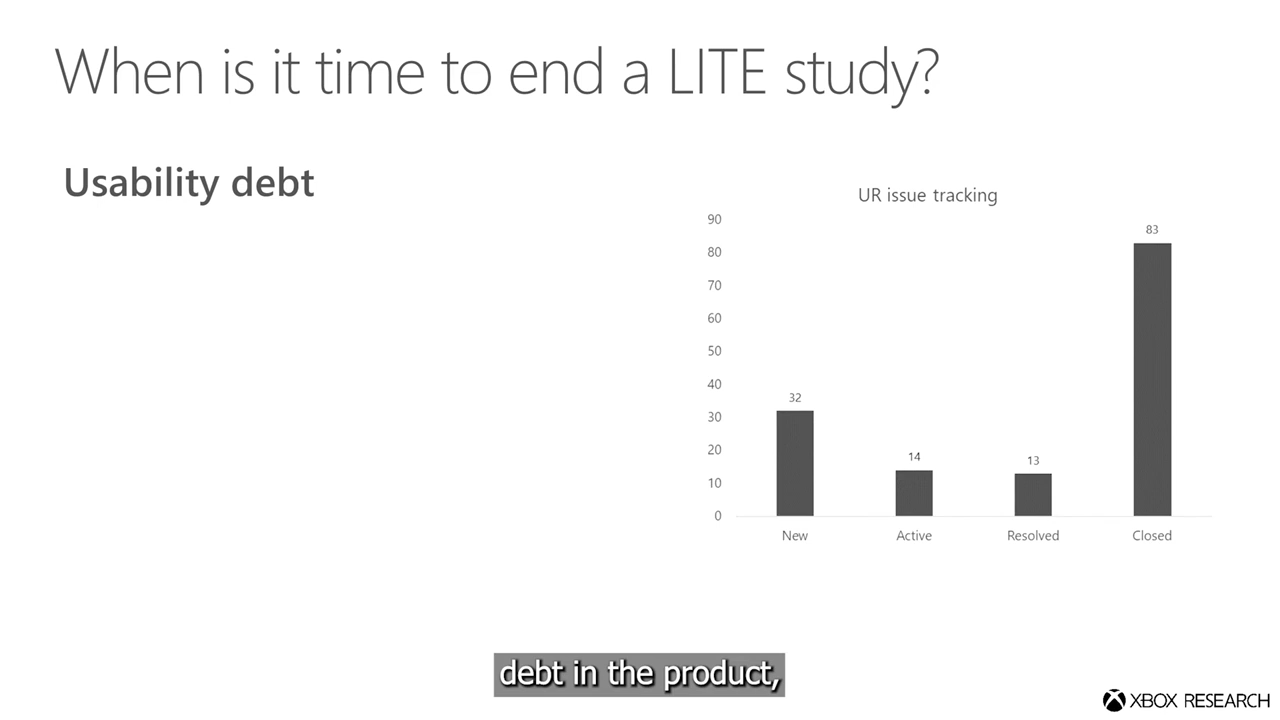 When is it time to end a LITE study?
Usability debt
UR issue tracking
90
80
70
60
50
40
30
20
10
0
32
14
13
83
New
Active
Resolved
Closed
debt in the product,
XBOX RESEARCH